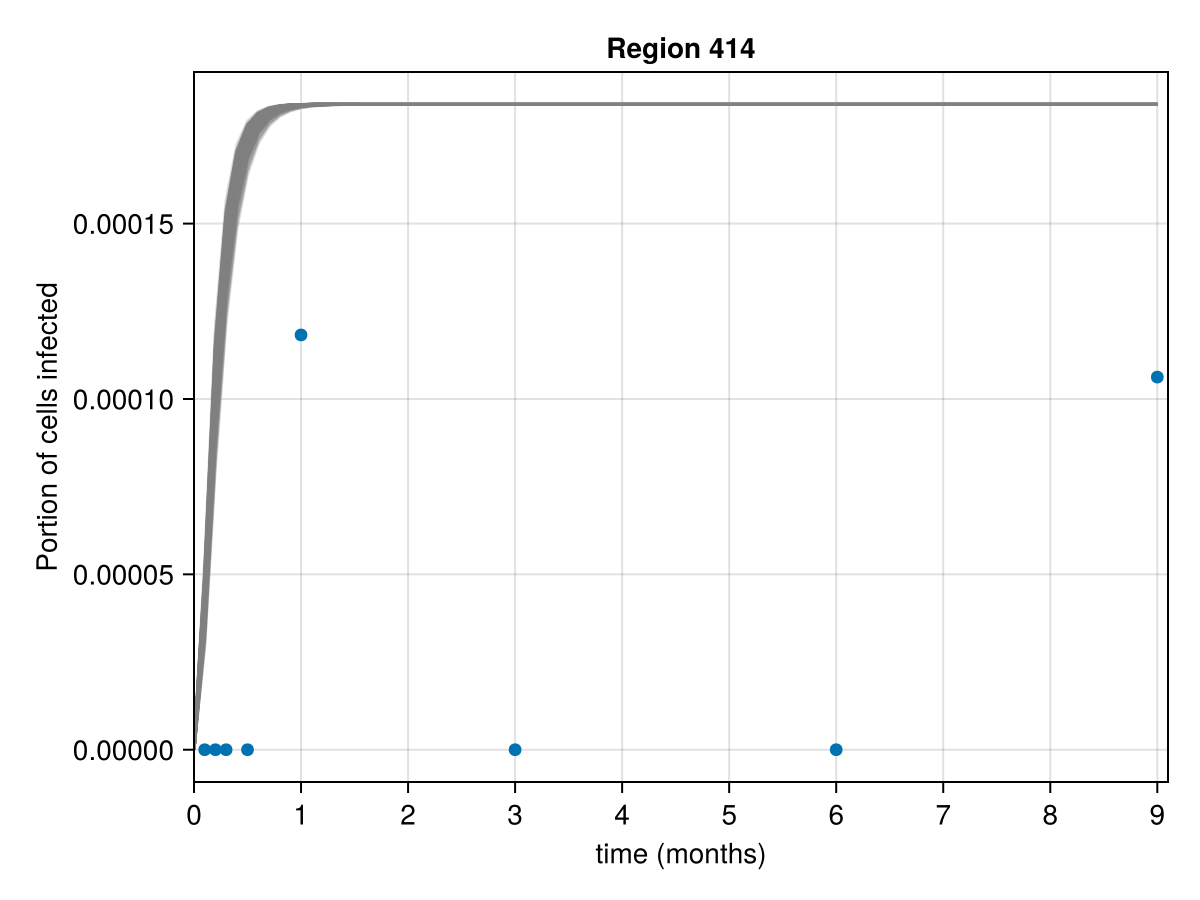 Region 414
Portion of cells infected
0.00015
0.00010
0.00005
0.00000
0 1 2 3 4 5 6 7 8 9
time (months)